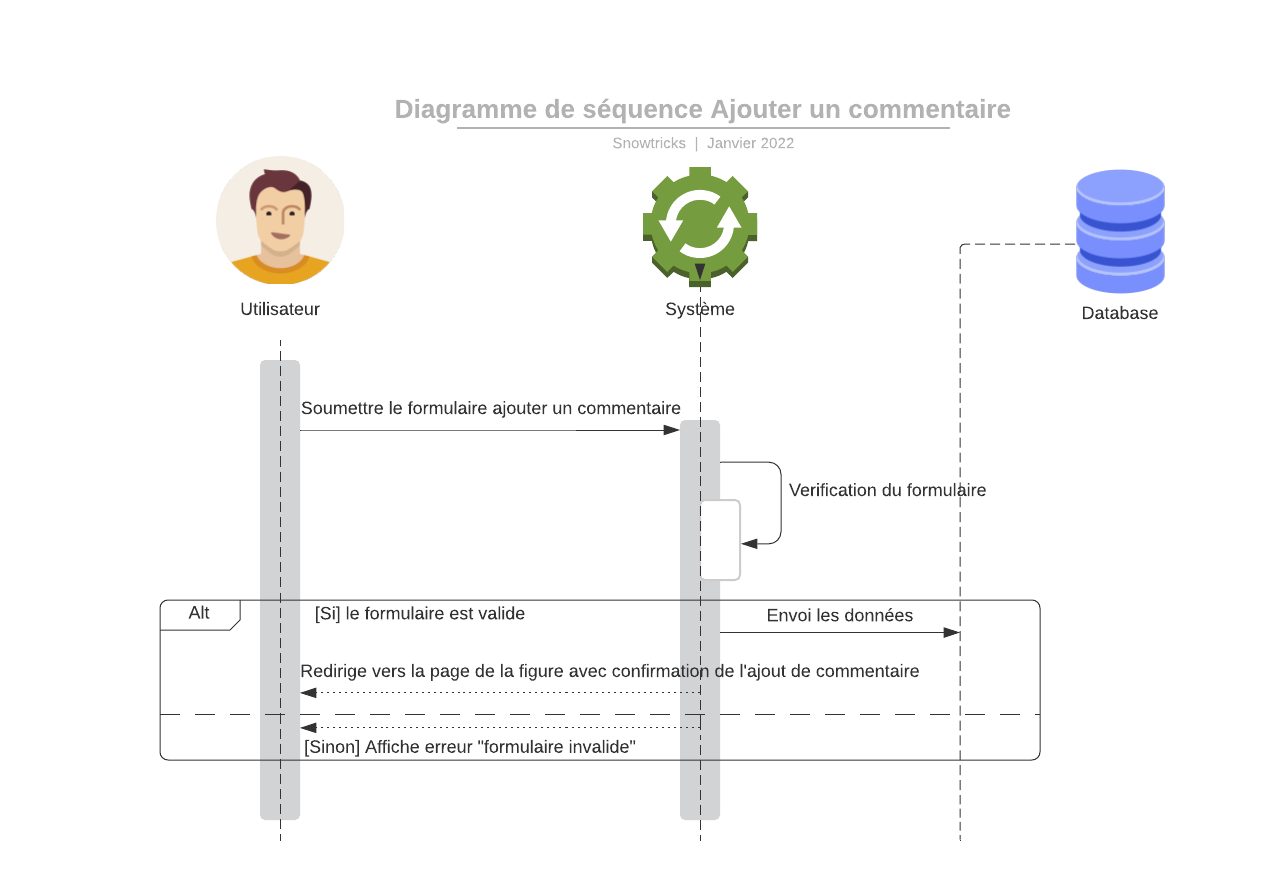 Diagramme de séquence Ajouter un commentaire
Snowtricks | Janvier 2022
Utilisateur
Système
Database
Soumettre le formulaire ajouter un commentaire
Verification du formulaire
Alt
[Si] le formulaire est valide
Envoi les données
Redirige vers la page de la figure avec confirmation de l'ajout de commentaire
[Sinon] Affiche erreur "formulaire invalide"